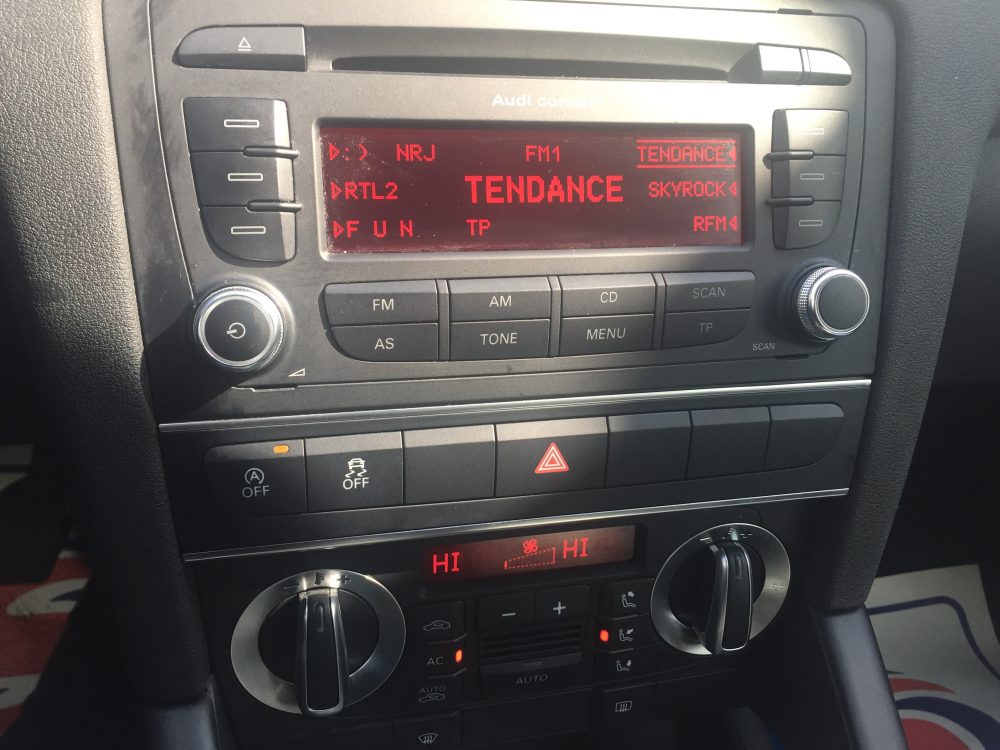 Audi concert
:) NRJ FM1 TENDANCE
RTL2 TENDANCE SKYROCK
F U N TP RFM
FM AM CD SCAN
AS TONE MENU TP
SCAN
A
OFF OFF
HI HI
- +
AC
AUTO
AUTO